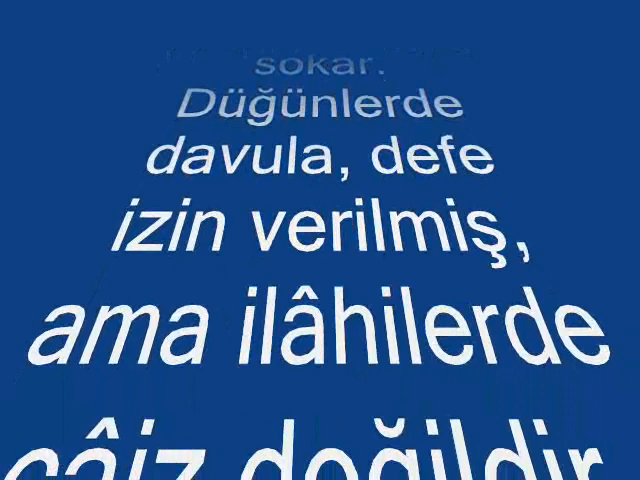 sokar.
Düğünlerde
davula, defe
izin verilmiş,
ama ilâhilerde
câiz değildir.